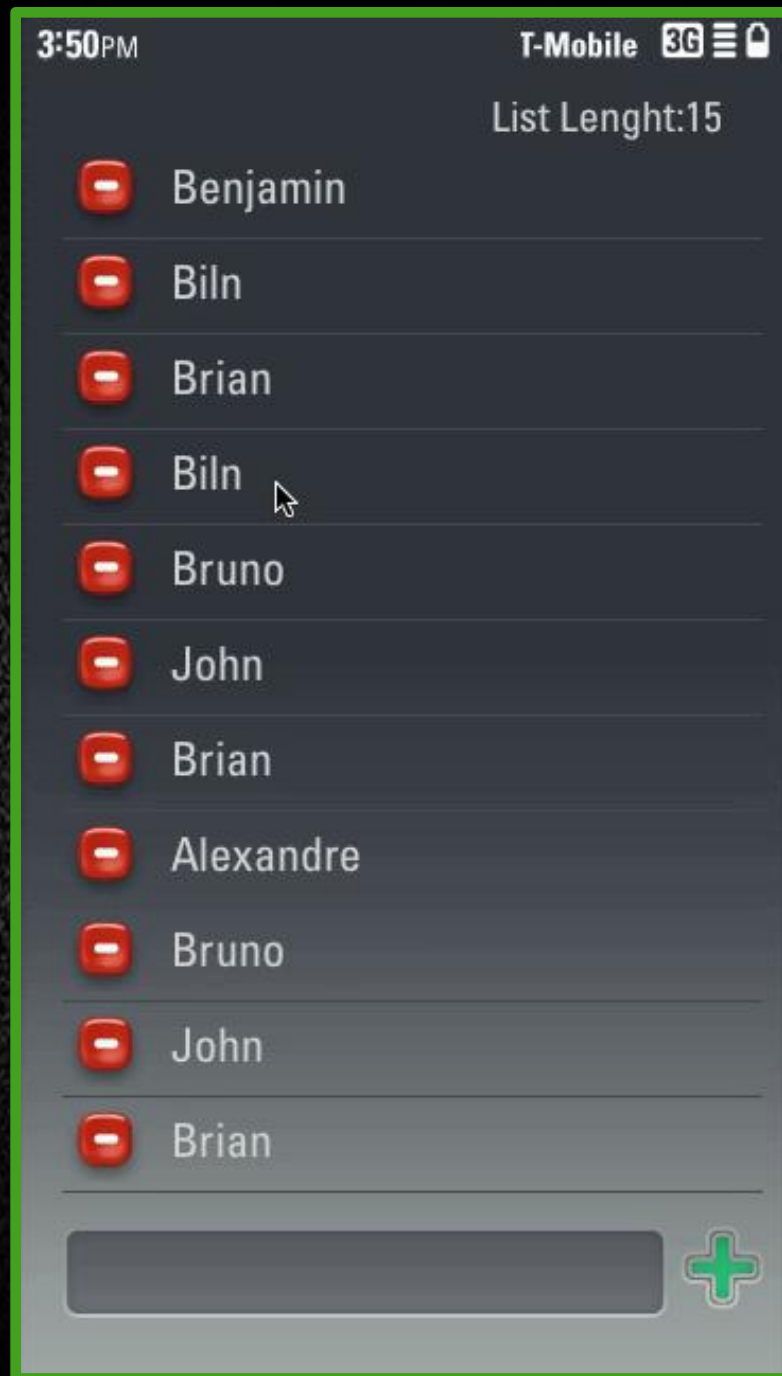 3:50PM T-Mobile 3G
List Lenght:15
Benjamin
Biln
Brian
Biln
Bruno
John
Brian
Alexandre
Bruno
John
Brian